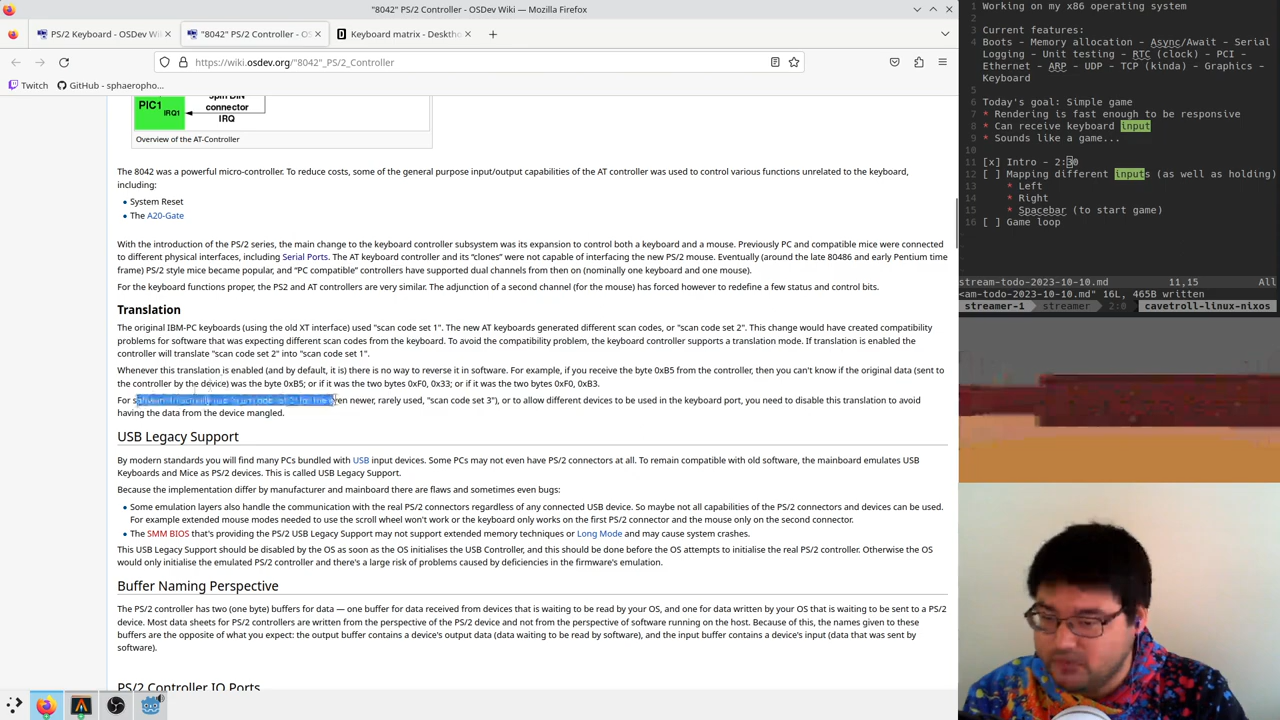 "8042" PS/2 Controller - OSDev Wiki — Mozilla Firefox
PS/2 Keyboard - OSDev Wi
"8042" PS/2 Controller - OS
Keyboard matrix - Deskth
https://wiki.osdev.org/"8042"_PS/2_Controller
Twitch
GitHub - sphaeropho...
PIC1
IRQ1
connector
IRQ
Overview of the AT-Controller
The 8042 was a powerful micro-controller. To reduce costs, some of the general purpose input/output capabilities of the AT controller was used to control various functions unrelated to the keyboard,
including:
System Reset
The A20-Gate
With the introduction of the PS/2 series, the main change to the keyboard controller subsystem was its expansion to control both a keyboard and a mouse. Previously PC and compatible mice were connected
to different physical interfaces, including Serial Ports. The AT keyboard controller and its “clones” were not capable of interfacing the new PS/2 mouse. Eventually (around the late 80486 and early Pentium time
frame) PS/2 style mice became popular, and “PC compatible” controllers have supported dual channels from then on (nominally one keyboard and one mouse).
For the keyboard functions proper, the PS2 and AT controllers are very similar. The adjunction of a second channel (for the mouse) has forced however to redefine a few status and control bits.
Translation
The original IBM-PC keyboards (using the old XT interface) used "scan code set 1". The new AT keyboards generated different scan codes, or "scan code set 2". This change would have created compatibility
problems for software that was expecting different scan codes from the keyboard. To avoid the compatibility problem, the keyboard controller supports a translation mode. If translation is enabled the
controller will translate "scan code set 2" into "scan code set 1".
Whenever this translation is enabled (and by default, it is) there is no way to reverse it in software. For example, if you receive the byte 0xB5 from the controller, then you can't know if the original data (sent to
the controller by the device) was the byte 0xB5; or if it was the two bytes 0xF0, 0x33; or if it was the two bytes 0xF0, 0xB3.
For newer, rarely used, "scan code set 3"), or to allow different devices to be used in the keyboard port, you need to disable this translation to avoid
having the data from the device mangled.
USB Legacy Support
By modern standards you will find many PCs bundled with USB input devices. Some PCs may not even have PS/2 connectors at all. To remain compatible with old software, the mainboard emulates USB
Keyboards and Mice as PS/2 devices. This is called USB Legacy Support.
Because the implementation differ by manufacturer and mainboard there are flaws and sometimes even bugs:
Some emulation layers also handle the communication with the real PS/2 connectors regardless of any connected USB device. So maybe not all capabilities of the PS/2 connectors and devices can be used.
For example extended mouse modes needed to use the scroll wheel won't work or the keyboard only works on the first PS/2 connector and the mouse only on the second connector.
The SMM BIOS that's providing the PS/2 USB Legacy Support may not support extended memory techniques or Long Mode and may cause system crashes.
This USB Legacy Support should be disabled by the OS as soon as the OS initialises the USB Controller, and this should be done before the OS attempts to initialise the real PS/2 controller. Otherwise the OS
would only initialise the emulated PS/2 controller and there's a large risk of problems caused by deficiencies in the firmware's emulation.
Buffer Naming Perspective
The PS/2 controller has two (one byte) buffers for data — one buffer for data received from devices that is waiting to be read by your OS, and one for data written by your OS that is waiting to be sent to a PS/2
device. Most data sheets for PS/2 controllers are written from the perspective of the PS/2 device and not from the perspective of software running on the host. Because of this, the names given to these
buffers are the opposite of what you expect: the output buffer contains a device's output data (data waiting to be read by software), and the input buffer contains a device's input (data that was sent by
software).
PS/2 Controller IO Ports
1 Working on my x86 operating system
2
3 Current features:
4 Boots - Memory allocation - Async/Await - Serial
Logging - Unit testing - RTC (clock) - PCI -
Ethernet - ARP - UDP - TCP (kinda) - Graphics -
Keyboard
5
6 Today's goal: Simple game
7 * Rendering is fast enough to be responsive
8 * Can receive keyboard input
9 * Sounds like a game...
10
11 [x] Intro - 2:30
12 [ ] Mapping different inputs (as well as holding)
13 * Left
14 * Right
15 * Spacebar (to start game)
16 [ ] Game loop
stream-todo-2023-10-10.md 11,15 All
<am-todo-2023-10-10.md" 16L, 465B written
streamer-1 2:0 cavetroll-linux-nixos